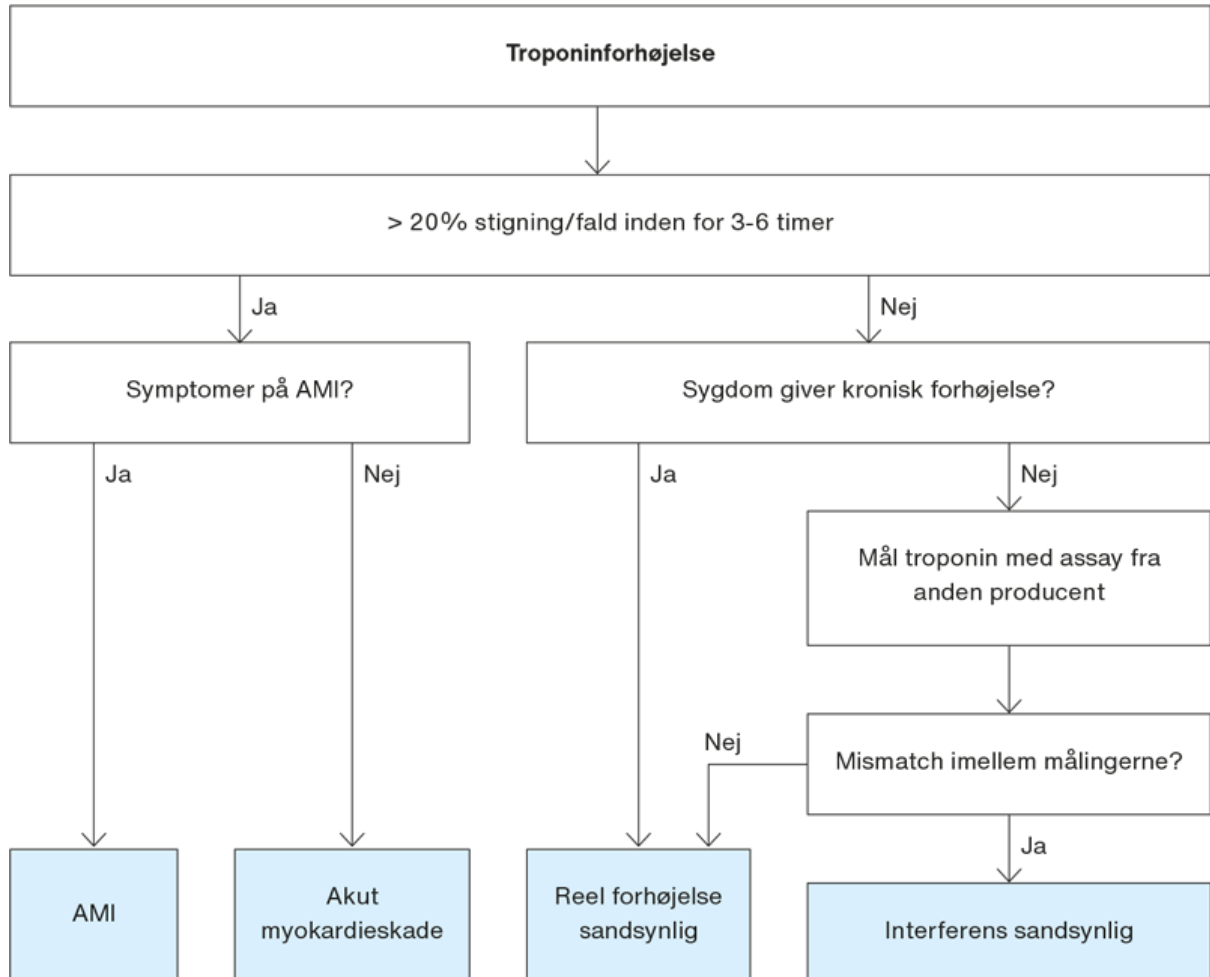 Troponinforhøjelse
> 20% stigning/fald inden for 3-6 timer
Ja
Nej
Symptomer på AMI?
Sygdom giver kronisk forhøjelse?
Ja
Nej
Ja
Nej
Mål troponin med assay fra
anden producent
Nej
Mismatch imellem målingerne?
Ja
AMI
Akut
myokardieskade
Reel forhøjelse
sandsynlig
Interferens sandsynlig